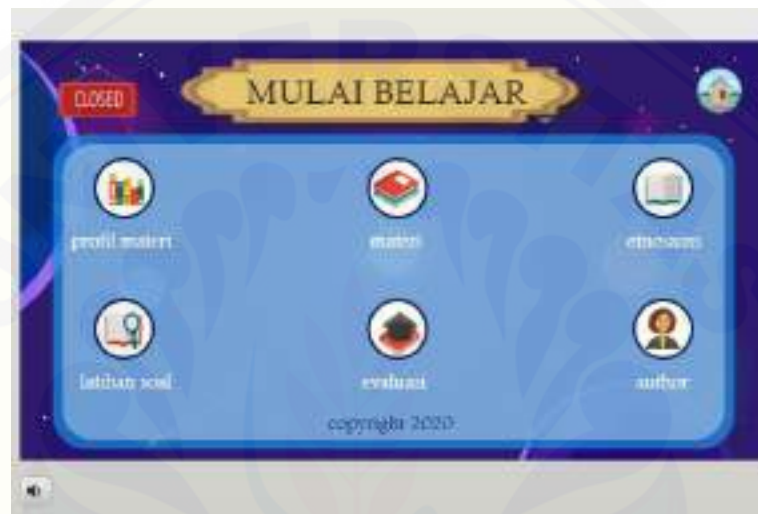 CLOSED
MULAI BELAJAR
profil materi
materi
etnosains
latihan soal
evaluasi
author
copyright 2020